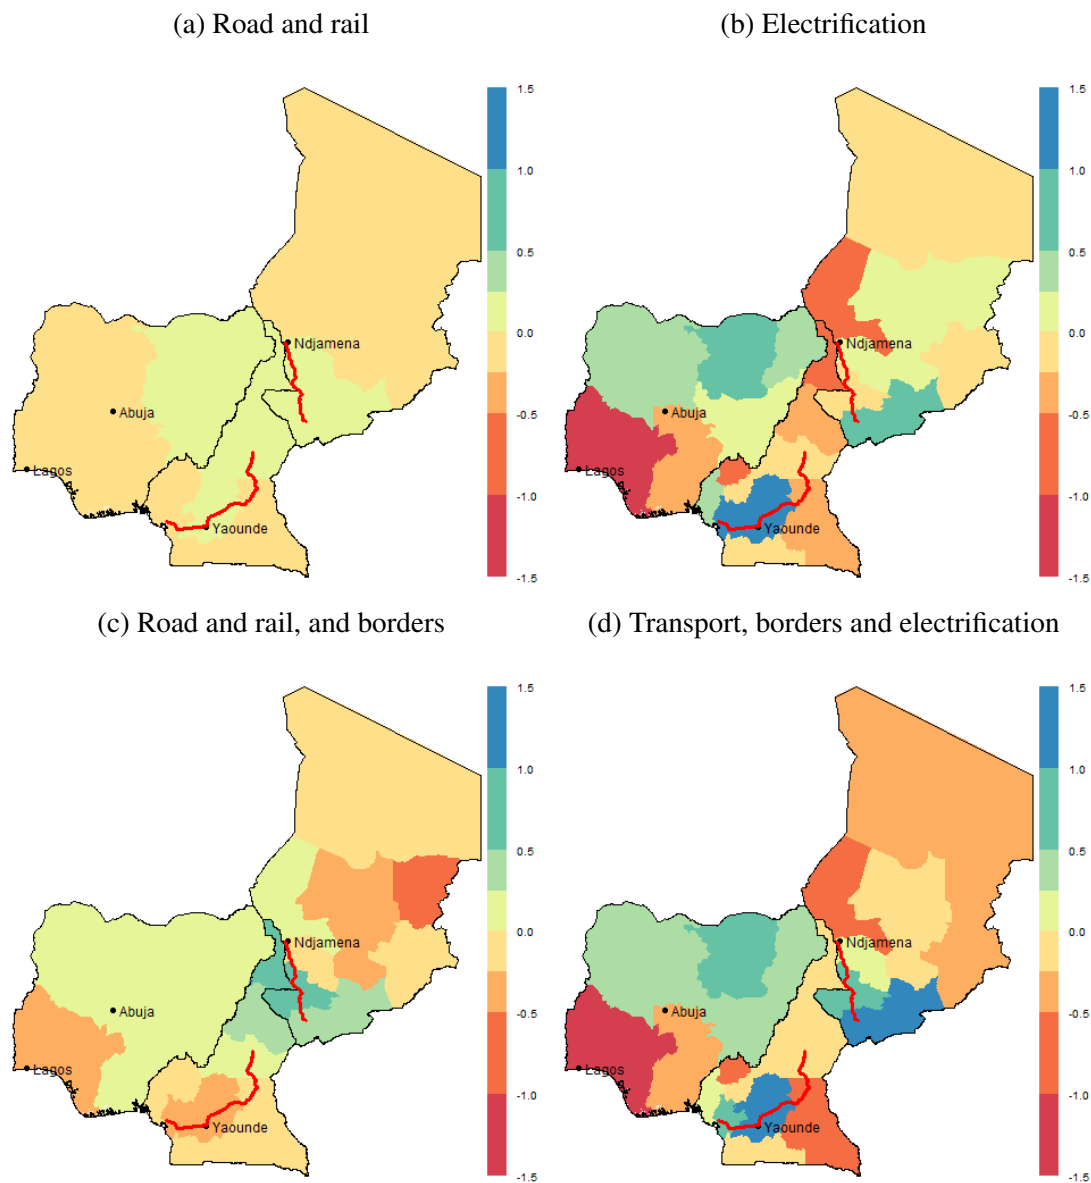 (a) Road and rail
(b) Electrification
1.5
1.0
0.5
0.0
-0.5
-1.0
-1.5
Ndjamena
Abuja
Lagos
Yaounde
1.5
1.0
0.5
0.0
-0.5
-1.0
-1.5
Ndjamena
Abuja
Lagos
Yaounde
(c) Road and rail, and borders
(d) Transport, borders and electrification
1.5
1.0
0.5
0.0
-0.5
-1.0
-1.5
Ndjamena
Abuja
Lagos
Yaounde
1.5
1.0
0.5
0.0
-0.5
-1.0
-1.5
Ndjamena
Abuja
Lagos
Yaounde